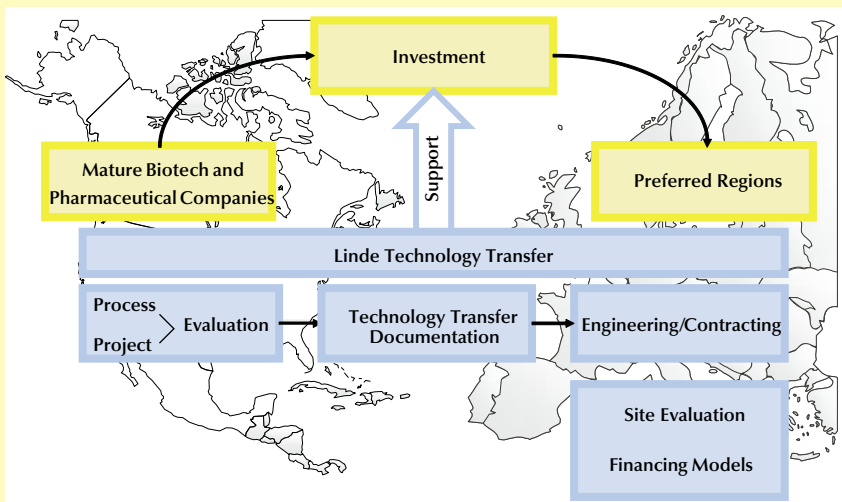 Investment
Mature Biotech and
Pharmaceutical Companies
Support
Preferred Regions
Linde Technology Transfer
Process
Project
Evaluation
Technology Transfer
Documentation
Engineering/Contracting
Site Evaluation
Financing Models